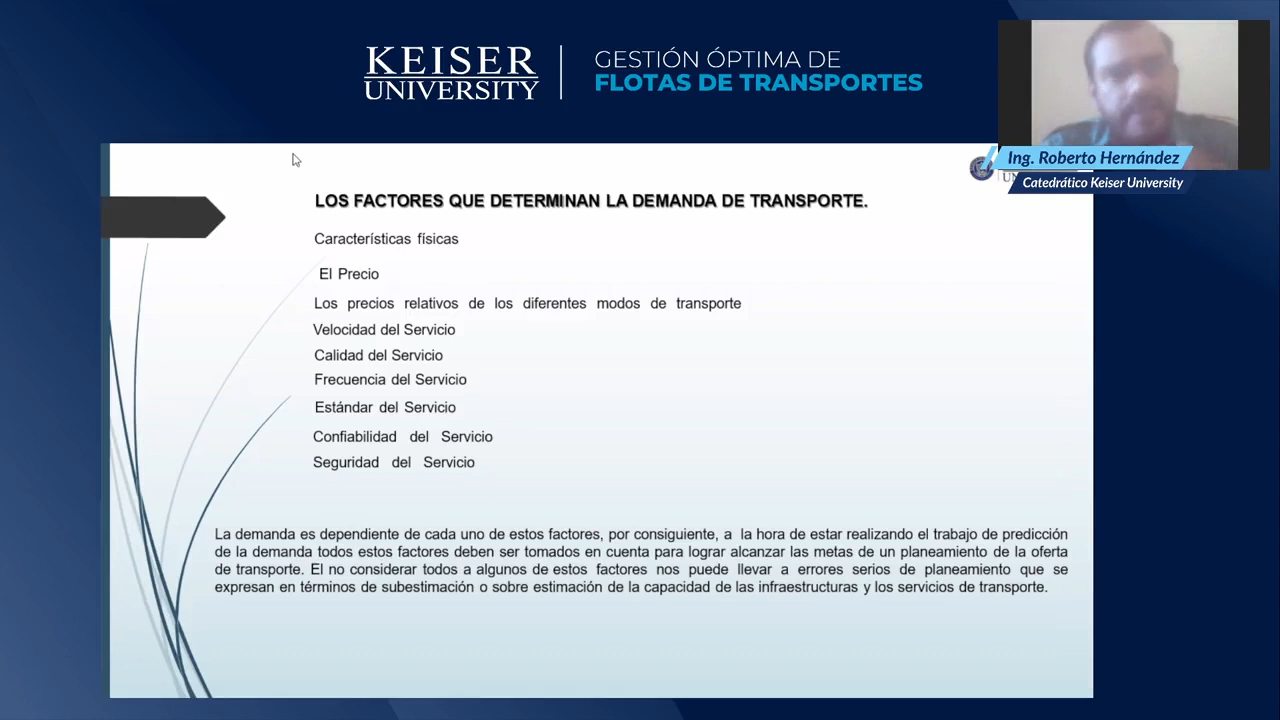 KEISER
UNIVERSITY
GESTIÓN ÓPTIMA DE
FLOTAS DE TRANSPORTES
Ing. Roberto Hernández
Catedrático Keiser University
LOS FACTORES QUE DETERMINAN LA DEMANDA DE TRANSPORTE.
Características físicas
El Precio
Los precios relativos de los diferentes modos de transporte
Velocidad del Servicio
Calidad del Servicio
Frecuencia del Servicio
Estándar del Servicio
Confiabilidad del Servicio
Seguridad del Servicio
La demanda es dependiente de cada uno de estos factores, por consiguiente, a la hora de estar realizando el trabajo de predicción
de la demanda todos estos factores deben ser tomados en cuenta para lograr alcanzar las metas de un planeamiento de la oferta
de transporte. El no considerar todos a algunos de estos factores nos puede llevar a errores serios de planeamiento que se
expresan en términos de subestimación o sobre estimación de la capacidad de las infraestructuras y los servicios de transporte.